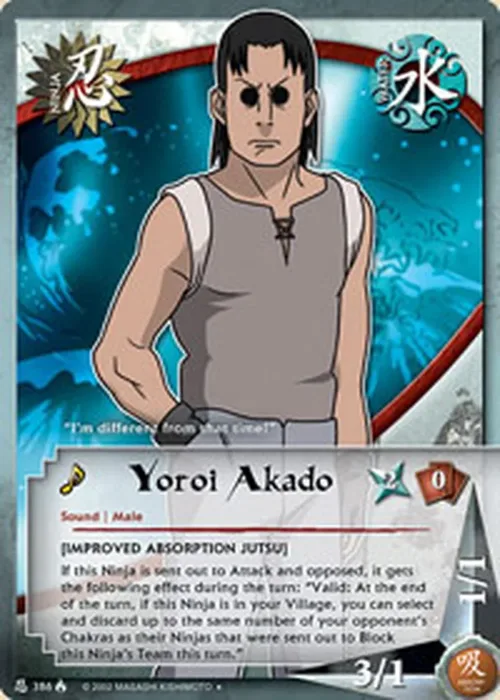 忍
NINJA
水
"I'm different from that time!"
Yoroi Akado
2
0
Sound | Male
[IMPROVED ABSORPTION JUTSU]
If this Ninja is sent out to Attack and opposed, it gets
the following effect during the turn: "Valid: At the end
of the turn, if this Ninja is in your Village, you can select
and discard up to the same number of your opponent's
Chakras as their Ninjas that were sent out to Block
this Ninja's Team this turn."
1/1
3/1
吸
386
© 2002 MASASHI KISHIMOTO